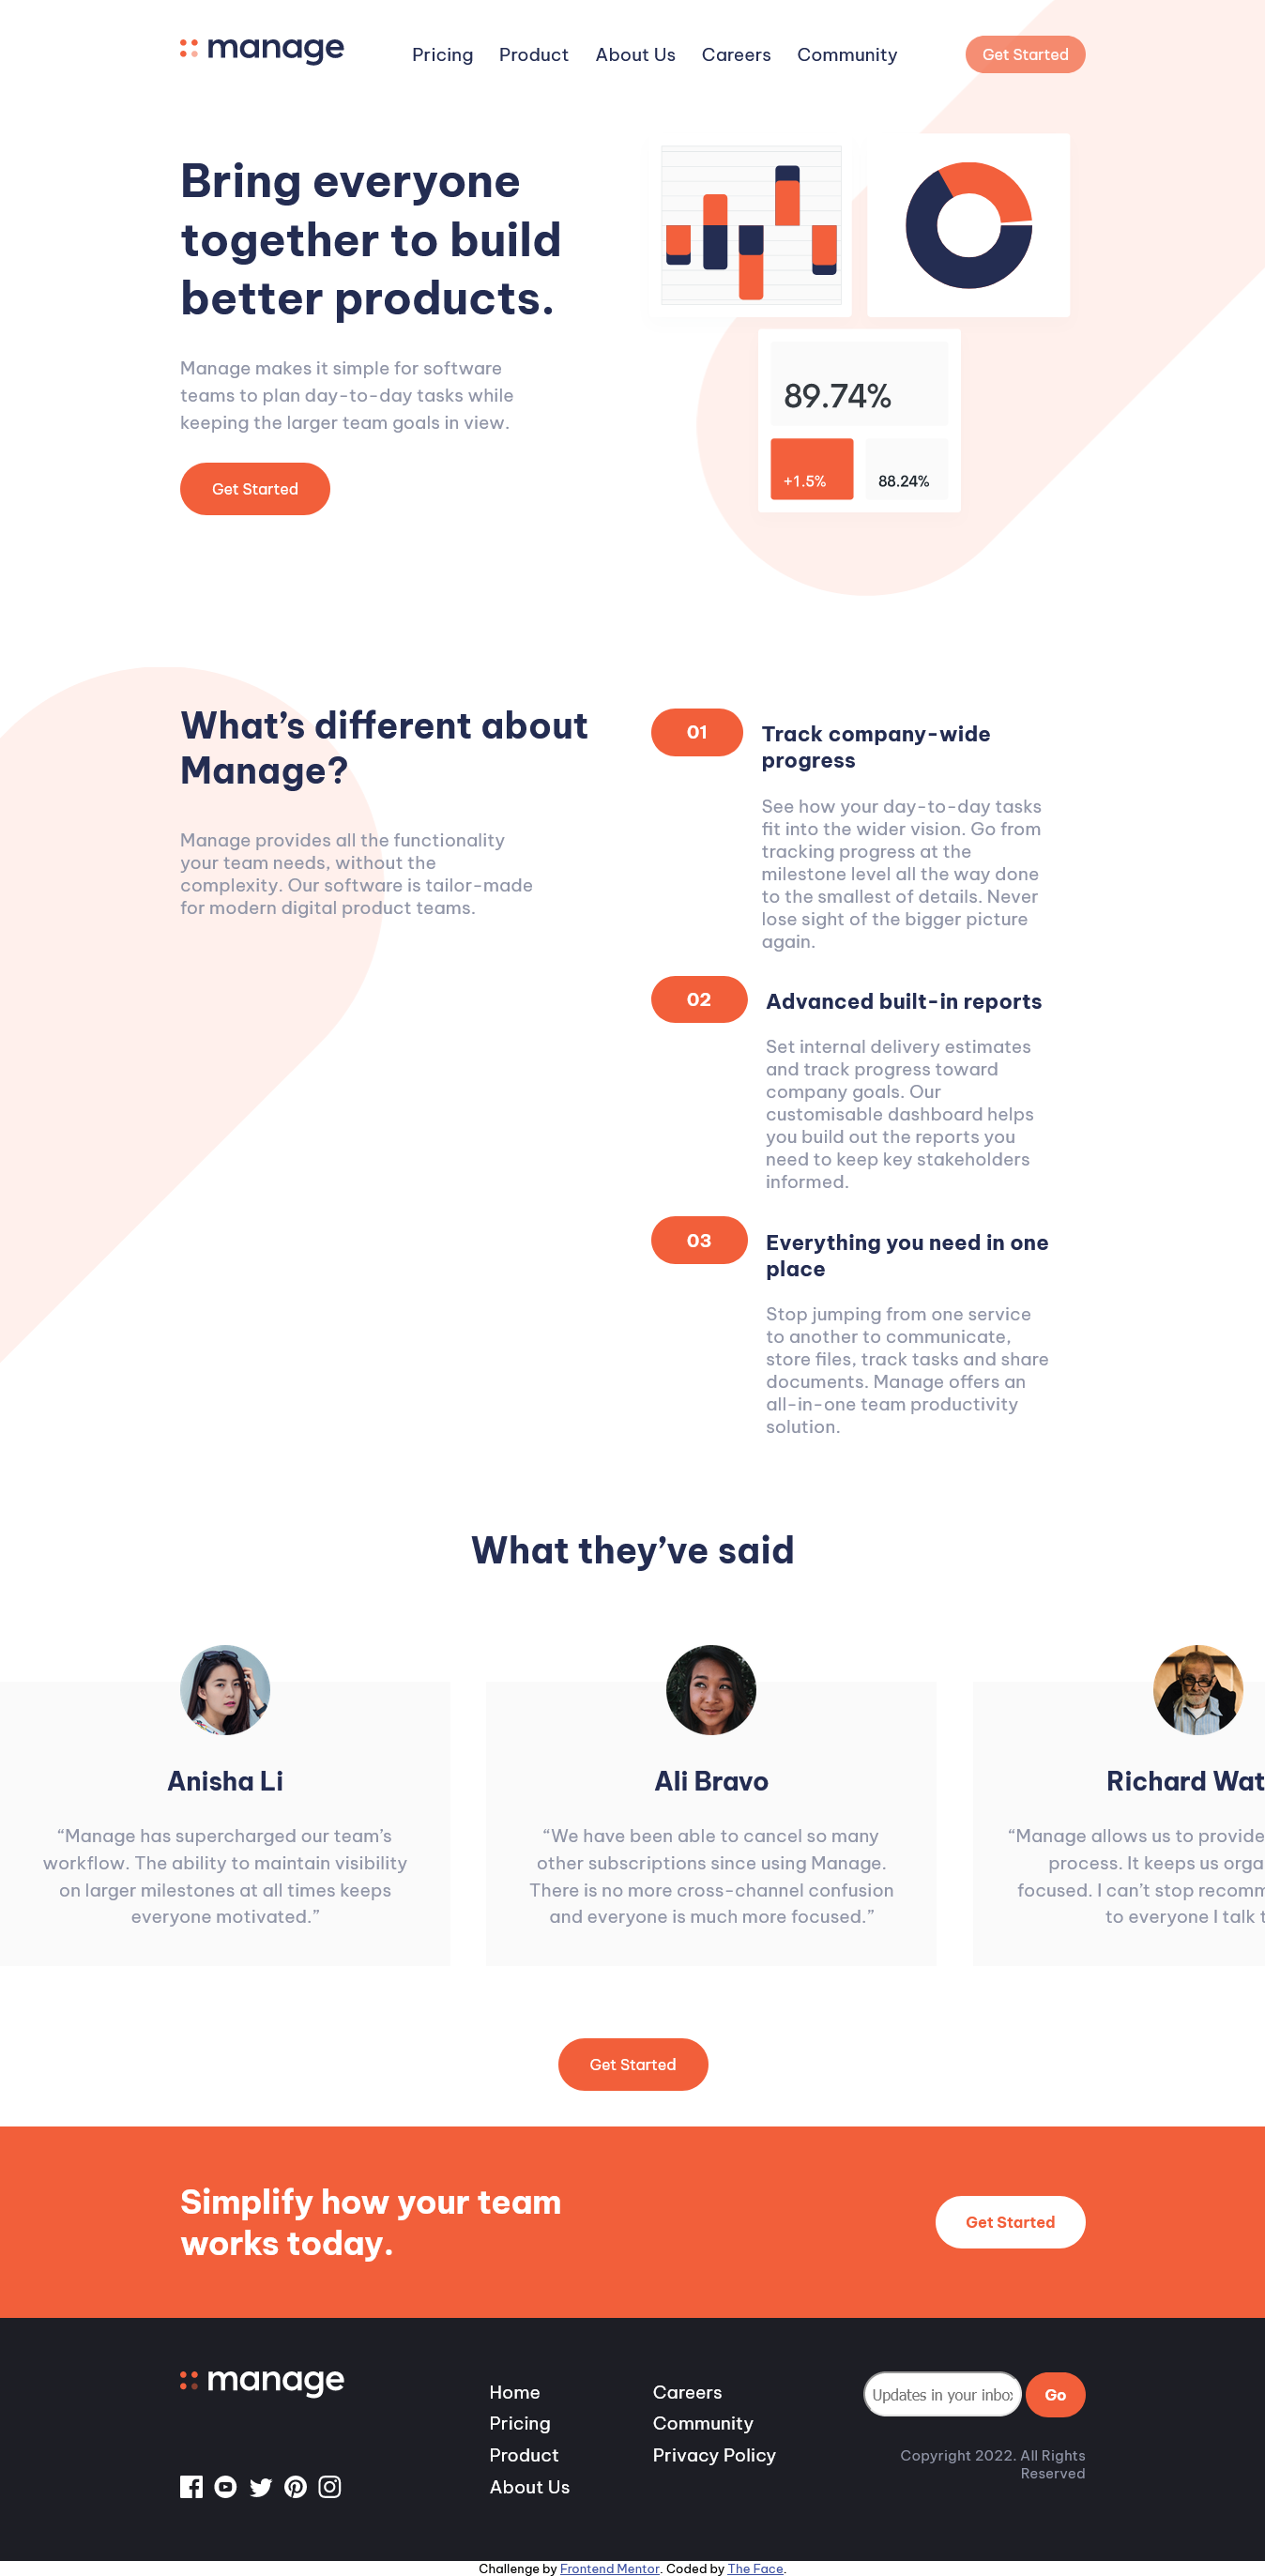 manage
Pricing Product About Us Careers Community
Get Started
Bring everyone
together to build
better products.
Manage makes it simple for software
teams to plan day-to-day tasks while
keeping the larger team goals in view.
Get Started
89.74%
+1.5%
88.24%
What’s different about
Manage?
Manage provides all the functionality
your team needs, without the
complexity. Our software is tailor-made
for modern digital product teams.
01
Track company-wide
progress
See how your day-to-day tasks
fit into the wider vision. Go from
tracking progress at the
milestone level all the way done
to the smallest of details. Never
lose sight of the bigger picture
again.
02
Advanced built-in reports
Set internal delivery estimates
and track progress toward
company goals. Our
customisable dashboard helps
you build out the reports you
need to keep key stakeholders
informed.
03
Everything you need in one
place
Stop jumping from one service
to another to communicate,
store files, track tasks and share
documents. Manage offers an
all-in-one team productivity
solution.
What they’ve said
Anisha Li
“Manage has supercharged our team’s
workflow. The ability to maintain visibility
on larger milestones at all times keeps
everyone motivated.”
Ali Bravo
“We have been able to cancel so many
other subscriptions since using Manage.
There is no more cross-channel confusion
and everyone is much more focused.”
Richard
“Manage allows us to provide
process. It keeps us
focused. I can’t stop
to everyone I talk
Get Started
Simplify how your team
works today.
Get Started
manage
Home
Pricing
Product
About Us
Careers
Community
Privacy Policy
Updates in your inbox
Go
Copyright 2022. All Rights
Reserved
Challenge by Frontend Mentor. Coded by The Face.